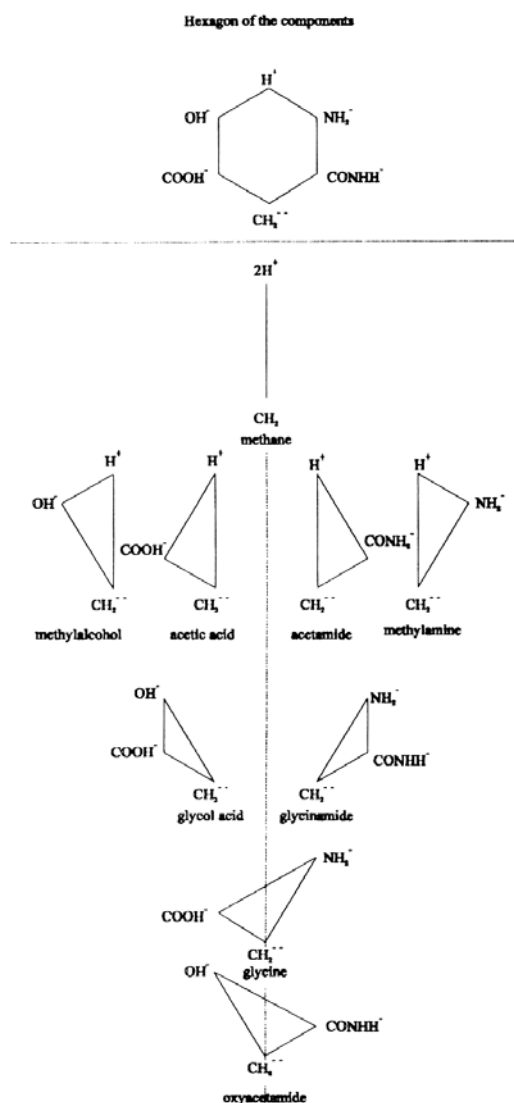 Hexagon of the components
H⁺
OH⁻ NH₂⁻
COOH⁻ CONHH⁻
CH₂⁻⁻
2H⁺
CH₂
methane
H⁺ H⁺ H⁺ H⁺
OH⁻ NH₂⁻
COOH⁻ CONH₂⁻
CH₂⁻⁻ CH₂⁻⁻ CH₂⁻⁻ CH₂⁻⁻
methylalcohol acetic acid acetamide methylamine
OH⁻ NH₂⁻
COOH⁻ CONHH⁻
CH₂⁻⁻ CH₂⁻⁻
glycol acid glycinamide
NH₂⁻
COOH⁻
CH₂⁻⁻
glycine
OH⁻
CONHH⁻
CH₂⁻⁻
oxyacetamide